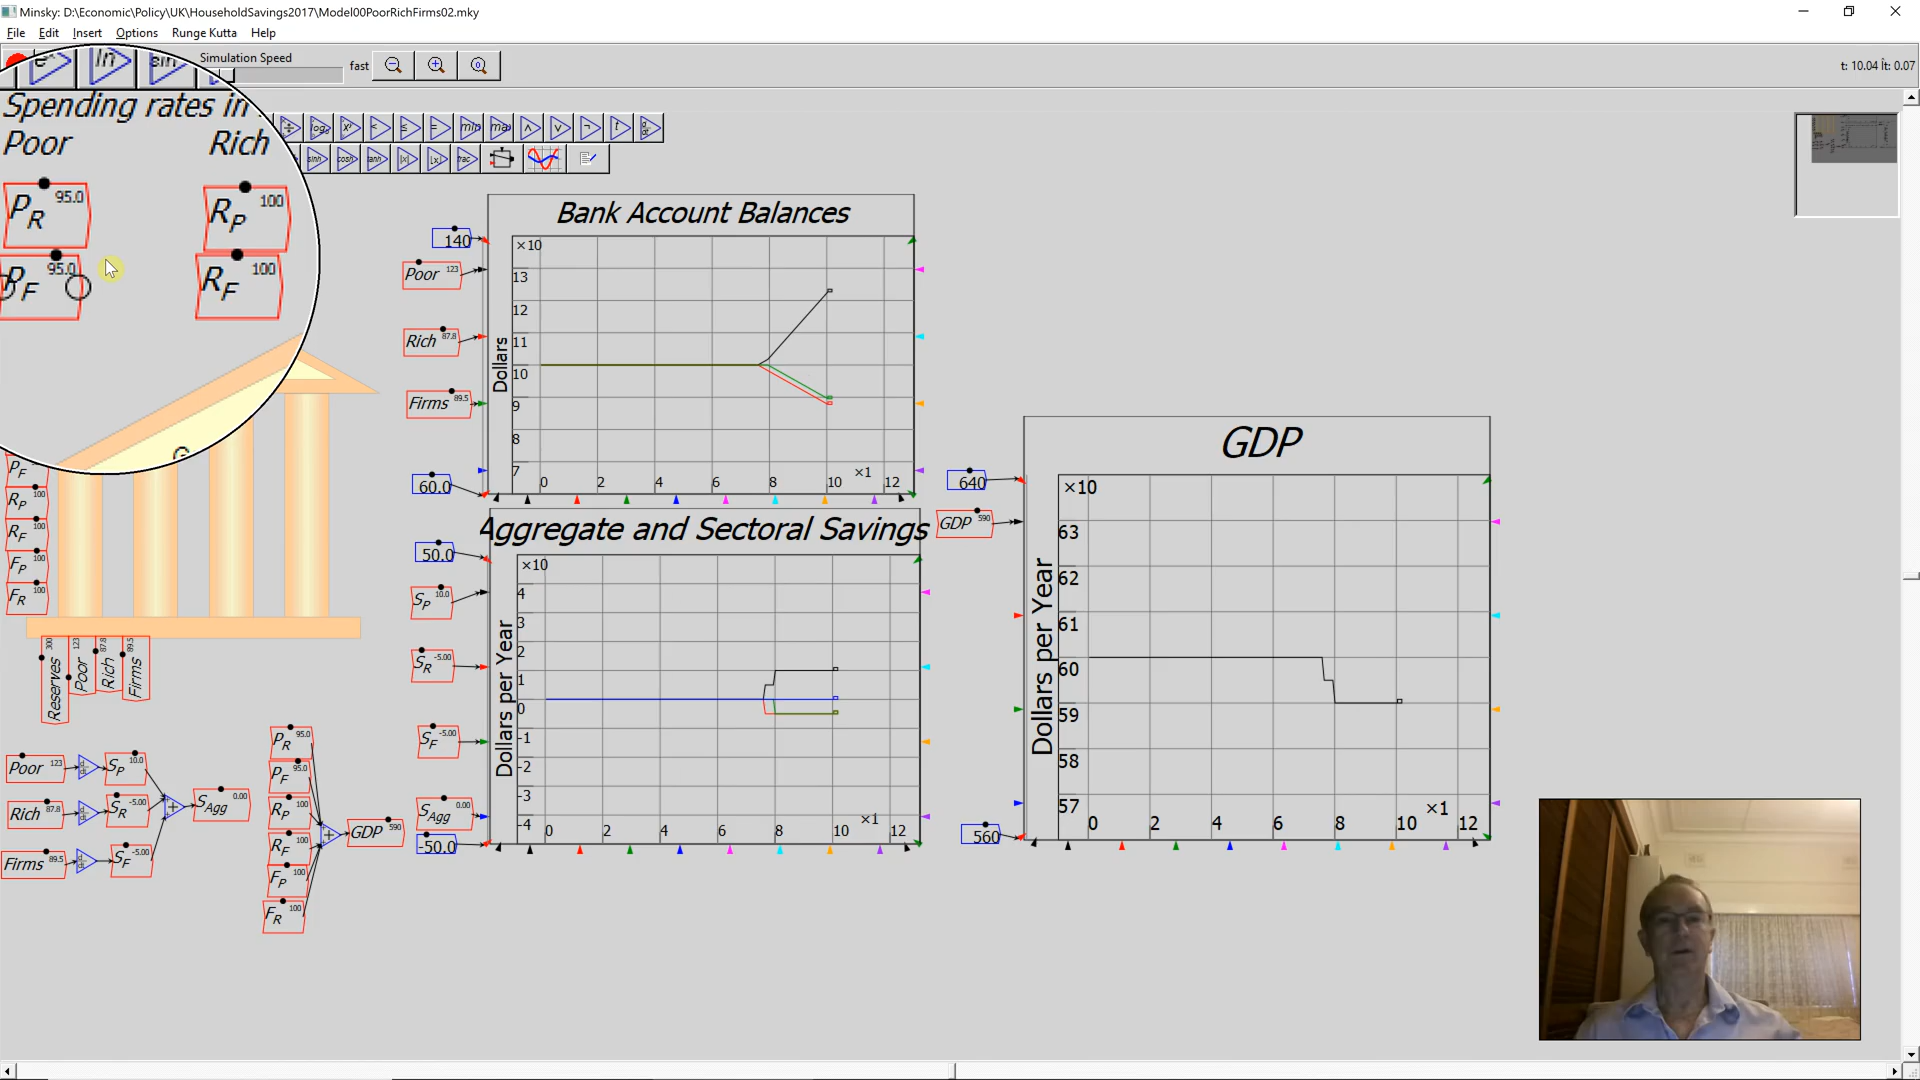 Minsky: D:\Economic\Policy\UK\HouseholdSavings2017\Model00PoorRichFirms02.mky
File Edit Insert Options Runge Kutta Help
Simulation Speed
fast
t: 10.04 Ît: 0.07
Spending rates in
Poor Rich
P_R 95.0
R_P 100
P_F 95.0
R_F 100
Bank Account Balances
140
Poor 123
Rich 87.8
Firms 89.5
60.0
Dollars
×10
13
12
11
10
9
8
7
×1
0 2 4 6 8 10 12
Aggregate and Sectoral Savings
50.0
S_P 10.0
S_R -5.00
S_F -5.00
S_Agg 0.00
-50.0
Dollars per Year
×10
4
3
2
1
0
-1
-2
-3
-4
×1
0 2 4 6 8 10 12
GDP
640
GDP 590
560
Dollars per Year
×10
63
62
61
60
59
58
57
×1
0 2 4 6 8 10 12
P_F
R_P 100
R_F 100
F_P 100
F_R 100
Reserves 300
Poor 123
Rich 87.8
Firms 89.5
Poor 123
S_P 10.0
Rich 87.8
S_R -5.00
Firms 89.5
S_F -5.00
S_Agg 0.00
P_R 95.0
P_F 95.0
R_P 100
R_F 100
F_P 100
F_R 100
GDP 590